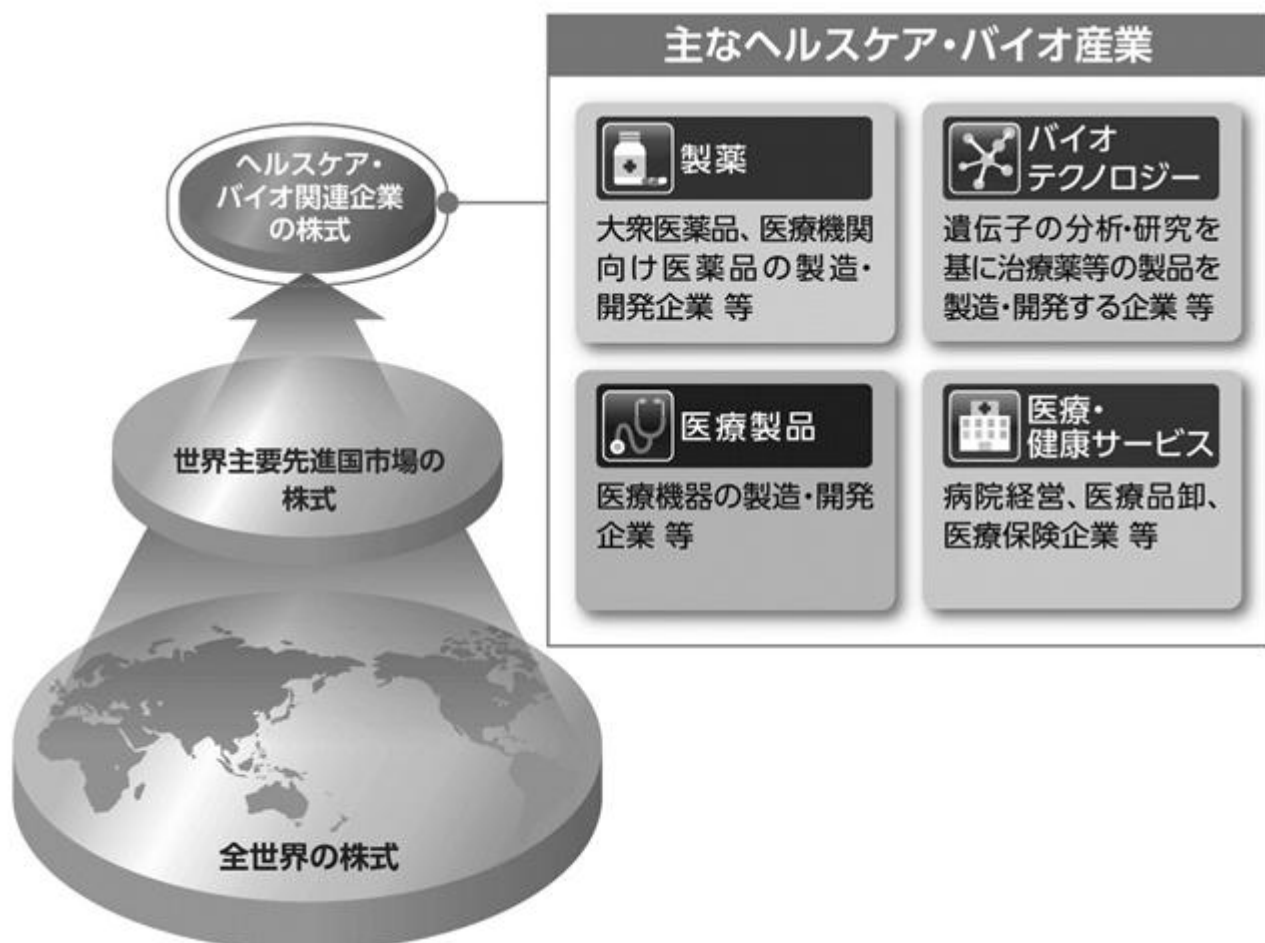 主なヘルスケア・バイオ産業
ヘルスケア・
バイオ関連企業
の株式
世界主要先進国市場の
株式
全世界の株式
製薬
大衆医薬品、医療機関
向け医薬品の製造・
開発企業 等
バイオ
テクノロジー
遺伝子の分析・研究を
基に治療薬等の製品を
製造・開発する企業 等
医療製品
医療機器の製造・開発
企業 等
医療・
健康サービス
病院経営、医療品卸、
医療保険企業 等